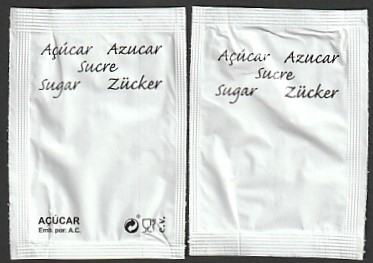 Açúcar Azucar
Sucre
Sugar Zücker
AÇÚCAR
Emb. por. A.C.
C.V.
Açúcar Azucar
Sucre
Sugar Zücker